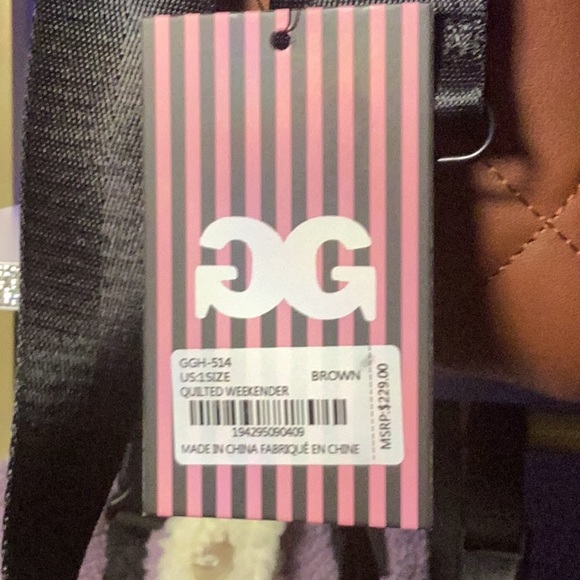 GG
GGH-514
US:1SIZE BROWN
QUILTED WEEKENDER
194295090409
MADE IN CHINA FABRIQUÉ EN CHINE
MSRP:$229.00